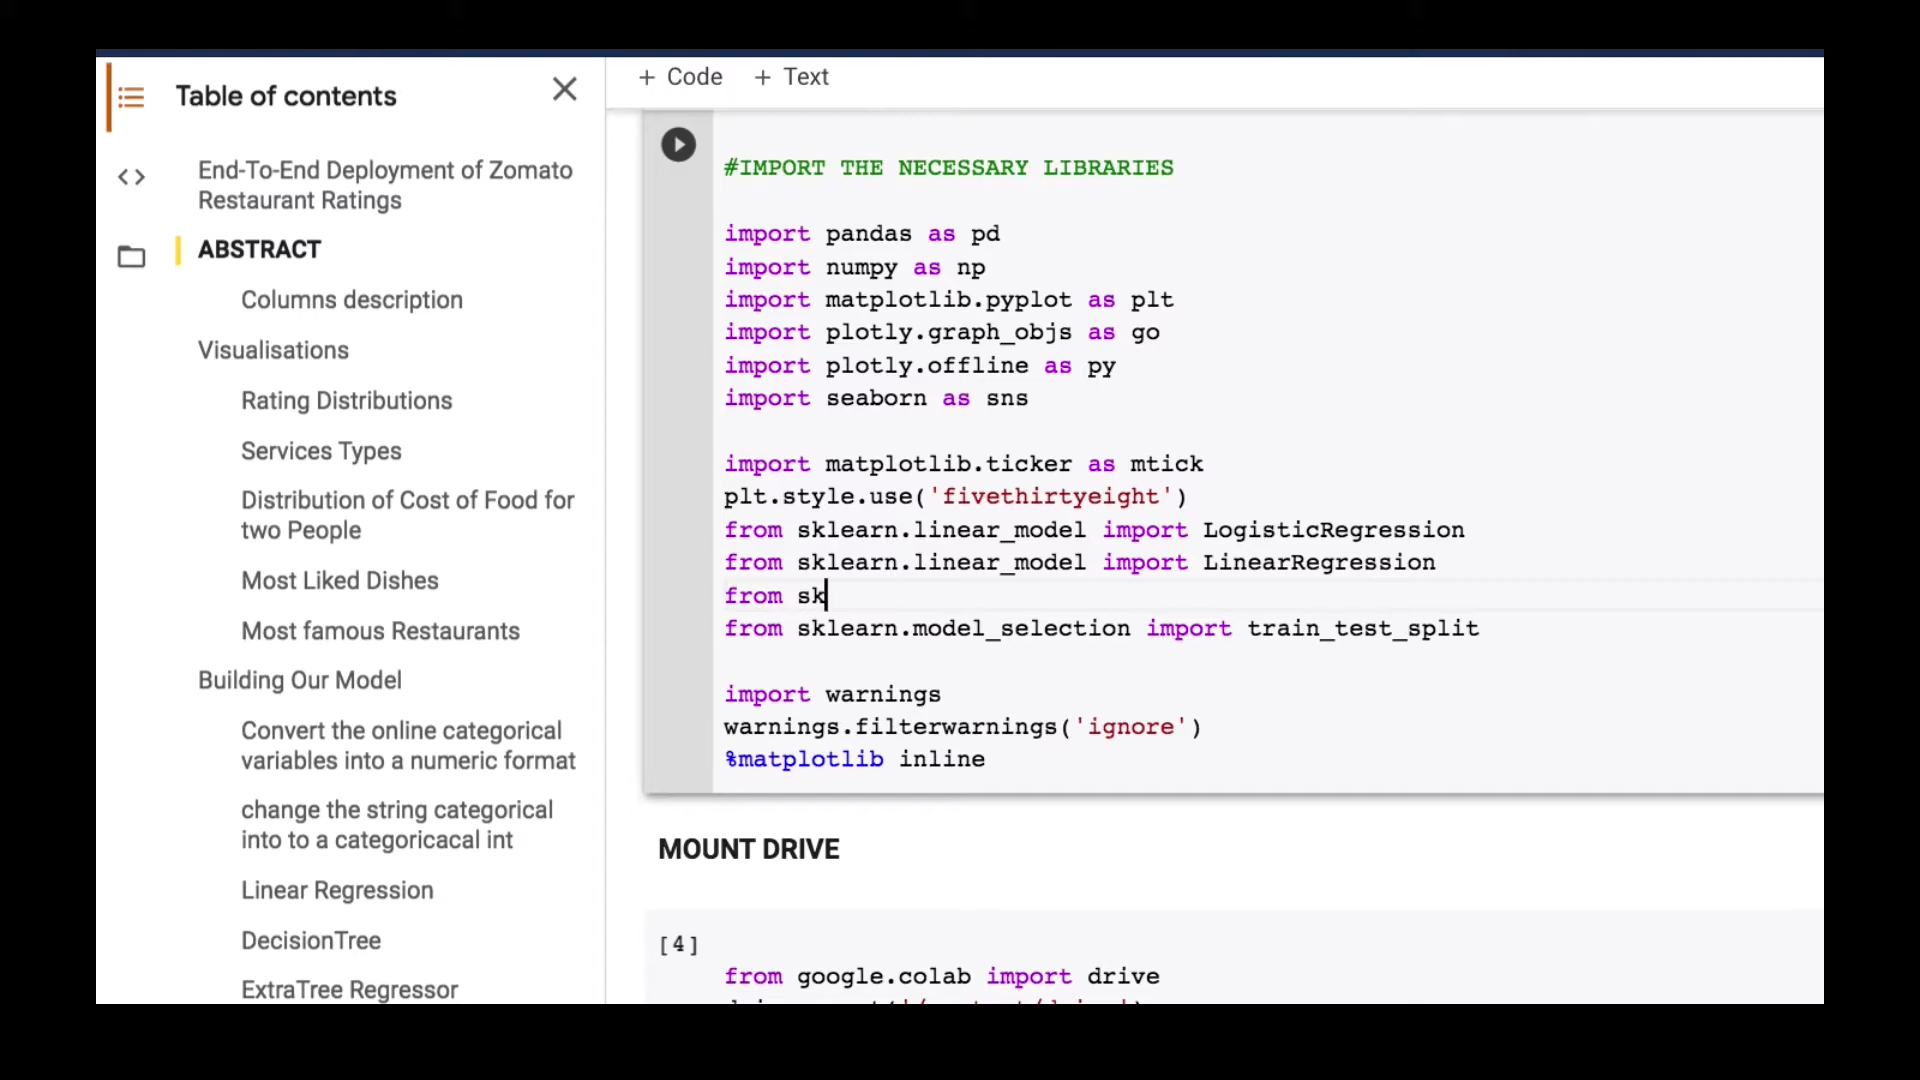 Table of contents
End-To-End Deployment of Zomato
Restaurant Ratings
ABSTRACT
Columns description
Visualisations
Rating Distributions
Services Types
Distribution of Cost of Food for
two People
Most Liked Dishes
Most famous Restaurants
Building Our Model
Convert the online categorical
variables into a numeric format
change the string categorical
into to a categoricacal int
Linear Regression
DecisionTree
ExtraTree Regressor
+ Code + Text
#IMPORT THE NECESSARY LIBRARIES
import pandas as pd
import numpy as np
import matplotlib.pyplot as plt
import plotly.graph_objs as go
import plotly.offline as py
import seaborn as sns
import matplotlib.ticker as mtick
plt.style.use('fivethirtyeight')
from sklearn.linear_model import LogisticRegression
from sklearn.linear_model import LinearRegression
from sk
from sklearn.model_selection import train_test_split
import warnings
warnings.filterwarnings('ignore')
%matplotlib inline
MOUNT DRIVE
[4]
from google.colab import drive